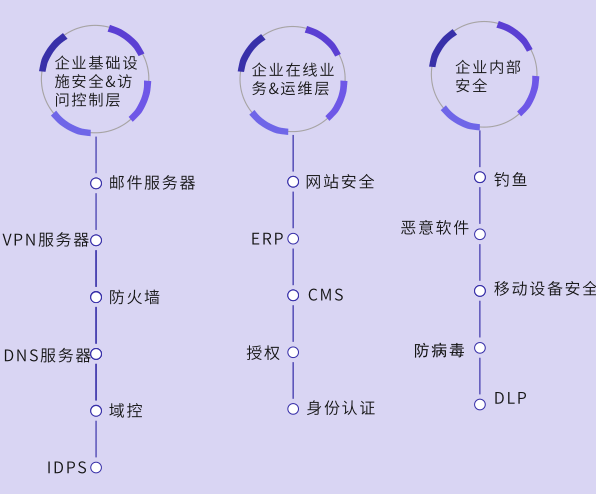 企业基础设
施安全&访
问控制层
邮件服务器
VPN服务器
防火墙
DNS服务器
域控
IDPS
企业在线业
务&运维层
网站安全
ERP
CMS
授权
身份认证
企业内部
安全
钓鱼
恶意软件
移动设备安全
防病毒
DLP